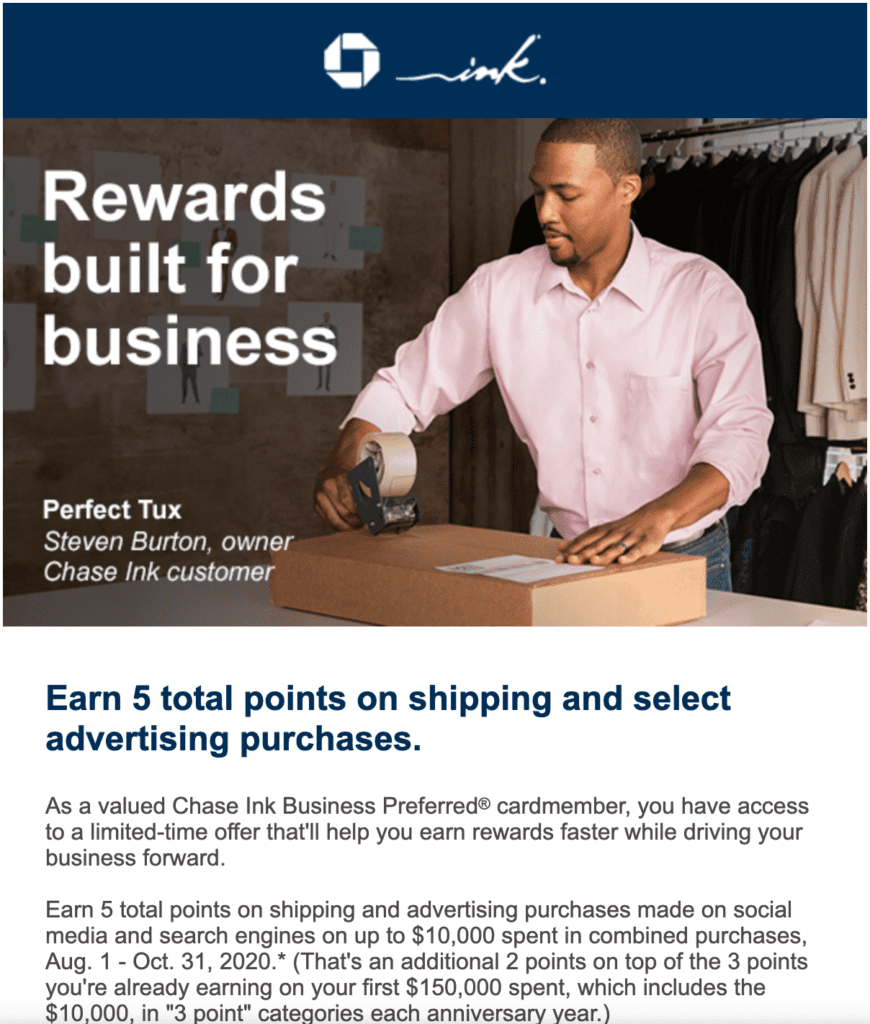 ink.
Rewards
built for
business
Perfect Tux
Steven Burton, owner
Chase Ink customer
Earn 5 total points on shipping and select
advertising purchases.
As a valued Chase Ink Business Preferred® cardmember, you have access
to a limited-time offer that'll help you earn rewards faster while driving your
business forward.
Earn 5 total points on shipping and advertising purchases made on social
media and search engines on up to $10,000 spent in combined purchases,
Aug. 1 - Oct. 31, 2020.* (That's an additional 2 points on top of the 3 points
you're already earning on your first $150,000 spent, which includes the
$10,000, in "3 point" categories each anniversary year.)